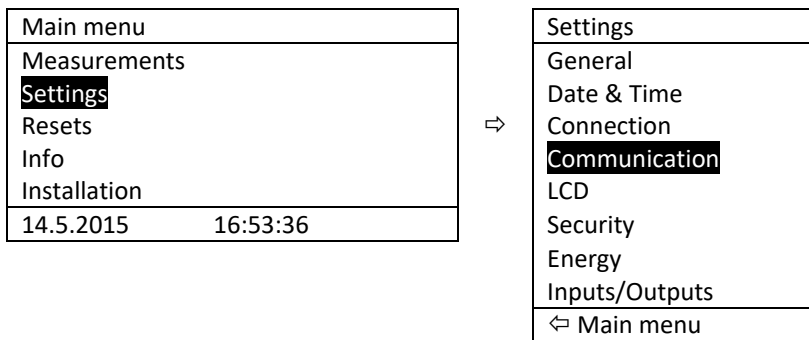 Main menu
Measurements
Settings
Resets
Info
Installation
14.5.2015 16:53:36
⇨
Settings
General
Date & Time
Connection
Communication
LCD
Security
Energy
Inputs/Outputs
⇦ Main menu